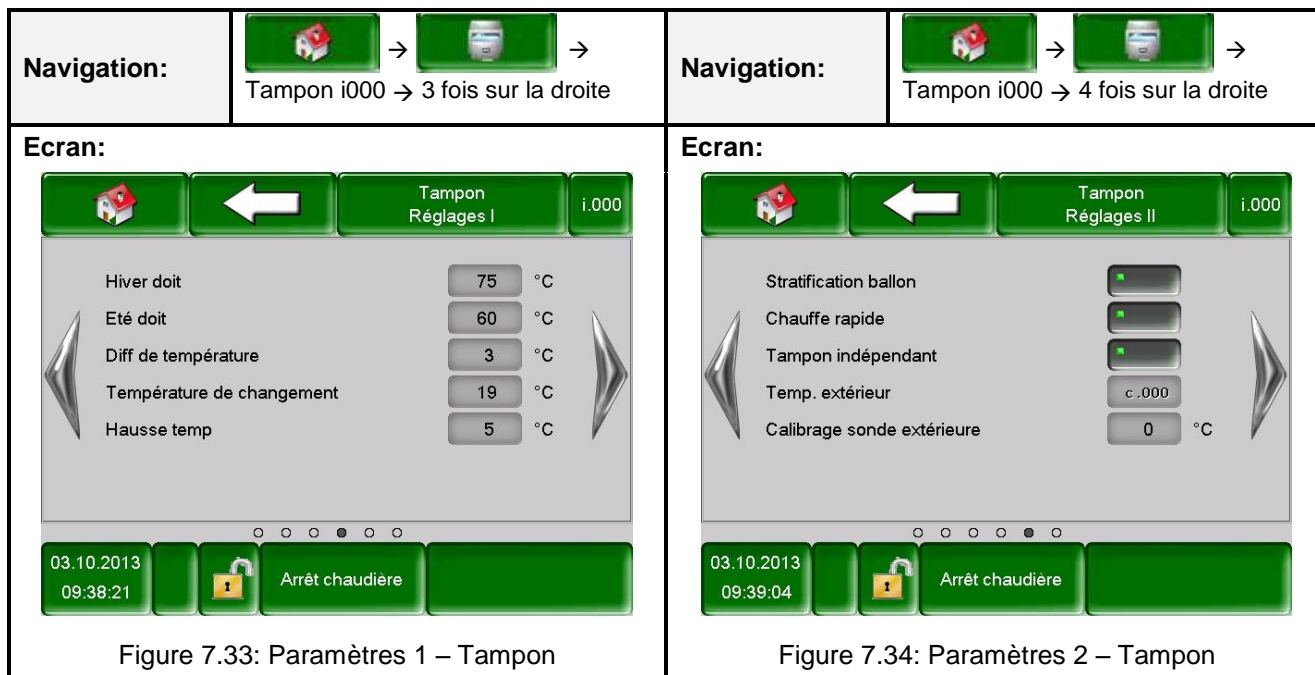 Navigation:
→ →
Tampon i000 → 3 fois sur la droite
Ecran:
Tampon
Réglages I
i.000
Hiver doit 75 °C
Eté doit 60 °C
Diff de température 3 °C
Température de changement 19 °C
Hausse temp 5 °C
03.10.2013
09:38:21
Arrêt chaudière
Figure 7.33: Paramètres 1 – Tampon
Navigation:
→ →
Tampon i000 → 4 fois sur la droite
Ecran:
Tampon
Réglages II
i.000
Stratification ballon
Chauffe rapide
Tampon indépendant
Temp. extérieur c.000
Calibrage sonde extérieure 0 °C
03.10.2013
09:39:04
Arrêt chaudière
Figure 7.34: Paramètres 2 – Tampon